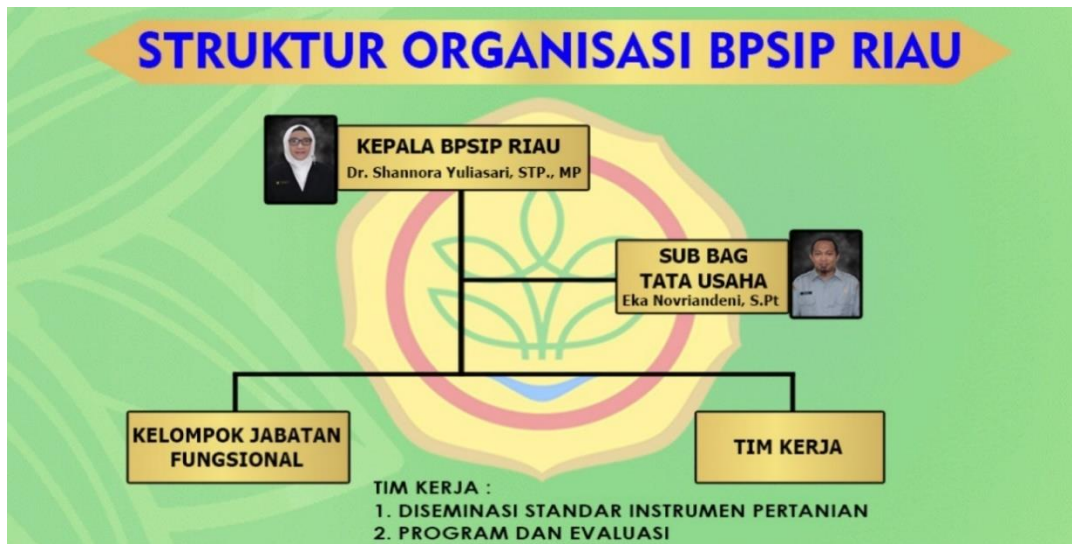 STRUKTUR ORGANISASI BPSIP RIAU
KEPALA BPSIP RIAU
Dr. Shannora Yuliasari, STP., MP
SUB BAG
TATA USAHA
Eka Novriandeni, S.Pt
KELOMPOK JABATAN
FUNGSIONAL
TIM KERJA
TIM KERJA :
1. DISEMINASI STANDAR INSTRUMEN PERTANIAN
2. PROGRAM DAN EVALUASI